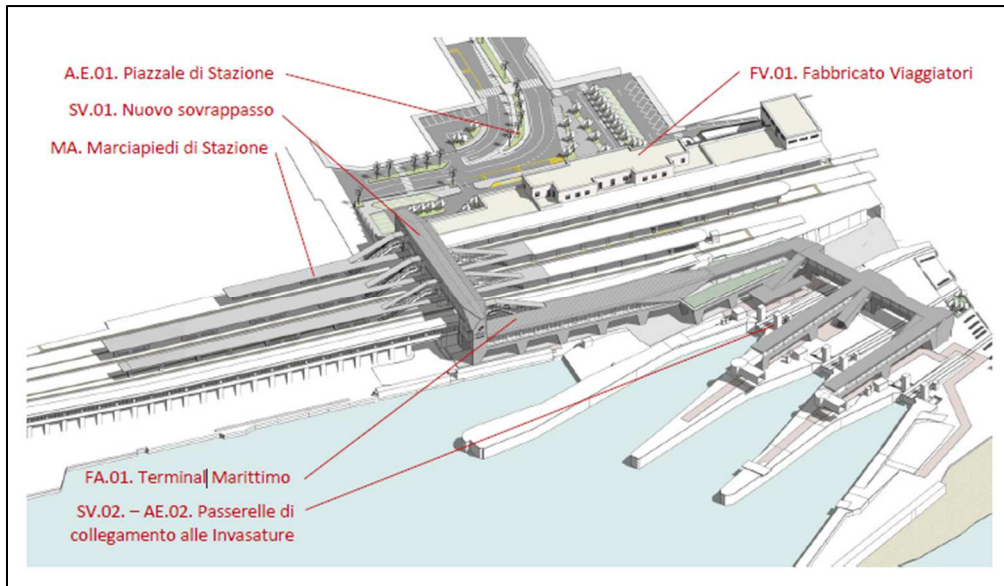 A.E.01. Piazzale di Stazione
SV.01. Nuovo sovrappasso
MA. Marciapiedi di Stazione
FV.01. Fabbricato Viaggiatori
FA.01. Terminal Marittimo
SV.02. – AE.02. Passerelle di
collegamento alle Invasature